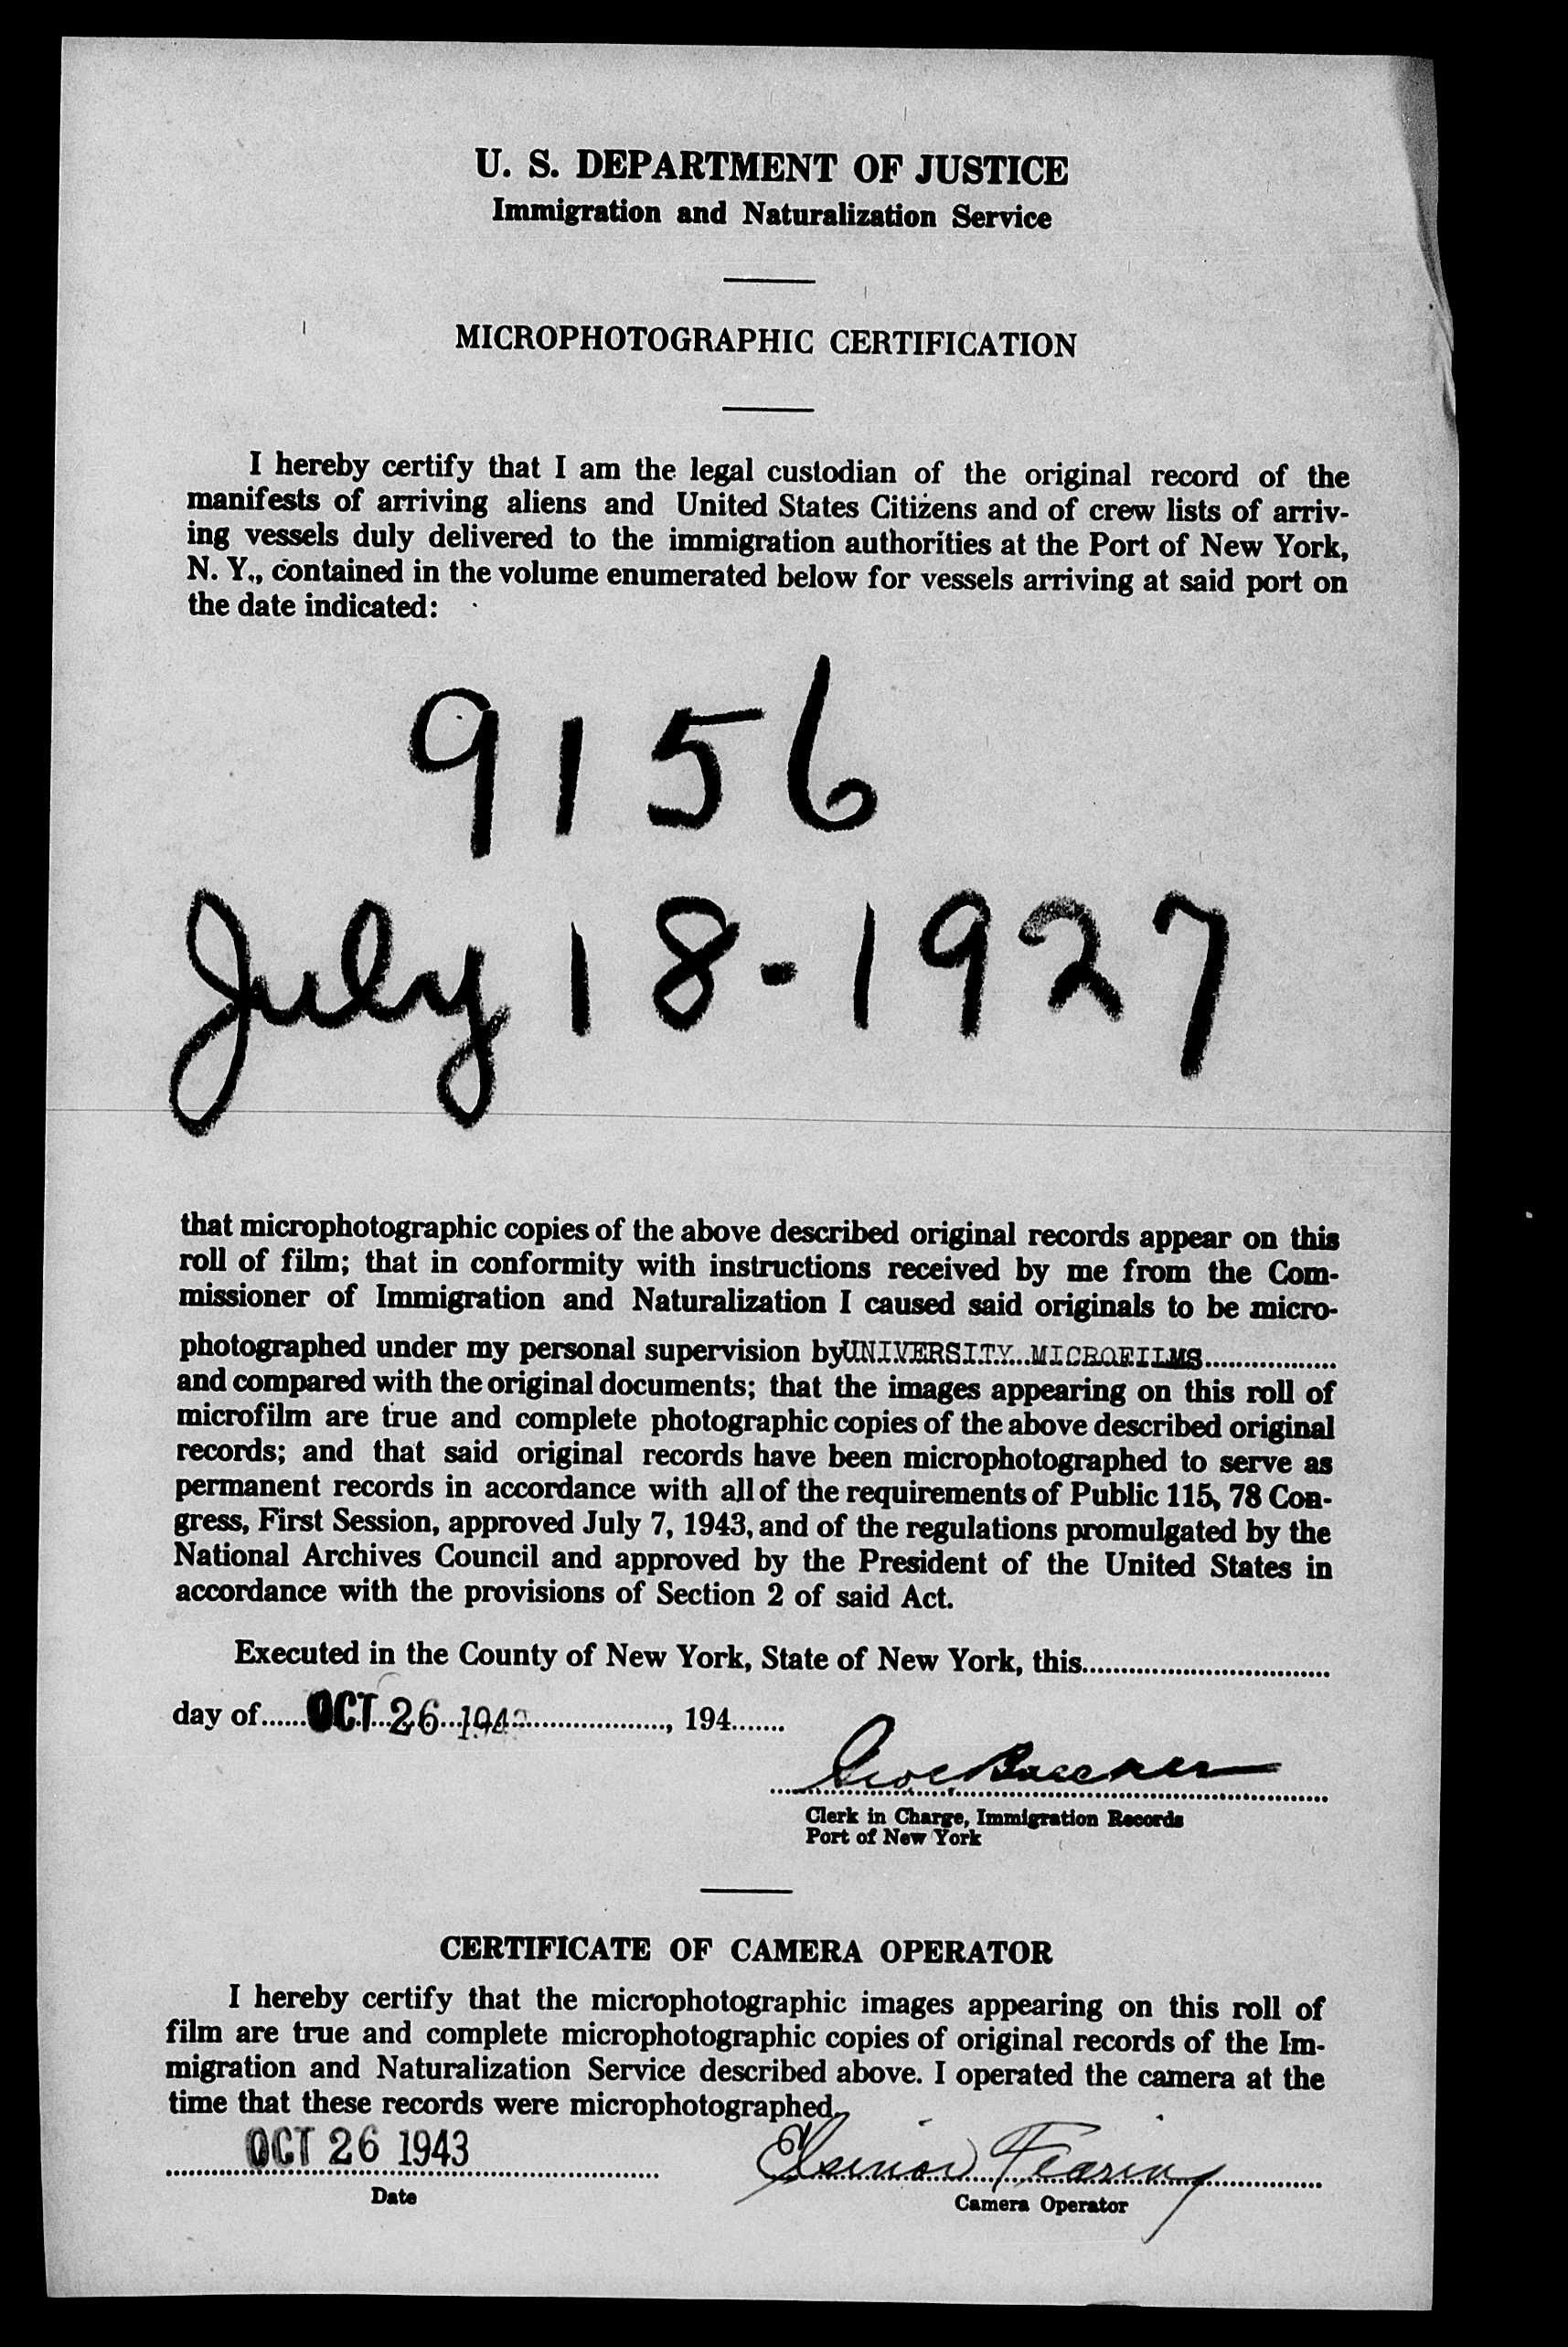 U. S. DEPARTMENT OF JUSTICE
Immigration and Naturalization Service
MICROPHOTOGRAPHIC CERTIFICATION
I hereby certify that I am the legal custodian of the original record of the
manifests of arriving aliens and United States Citizens and of crew lists of arriv-
ing vessels duly delivered to the immigration authorities at the Port of New York,
N. Y., contained in the volume enumerated below for vessels arriving at said port on
the date indicated:
9156
July 18-1927
that microphotographic copies of the above described original records appear on this
roll of film; that in conformity with instructions received by me from the Com-
missioner of Immigration and Naturalization I caused said originals to be micro-
photographed under my personal supervision by UNIVERSITY MICROFILMS
and compared with the original documents; that the images appearing on this roll of
microfilm are true and complete photographic copies of the above described original
records; and that said original records have been microphotographed to serve as
permanent records in accordance with all of the requirements of Public 115, 78 Con-
gress, First Session, approved July 7, 1943, and of the regulations promulgated by the
National Archives Council and approved by the President of the United States in
accordance with the provisions of Section 2 of said Act.
Executed in the County of New York, State of New York, this
day of OCT 26 1943, 194
Clerk in Charge, Immigration Records
Port of New York
CERTIFICATE OF CAMERA OPERATOR
I hereby certify that the microphotographic images appearing on this roll of
film are true and complete microphotographic copies of original records of the Im-
migration and Naturalization Service described above. I operated the camera at the
time that these records were microphotographed.
OCT 26 1943
Date
Camera Operator